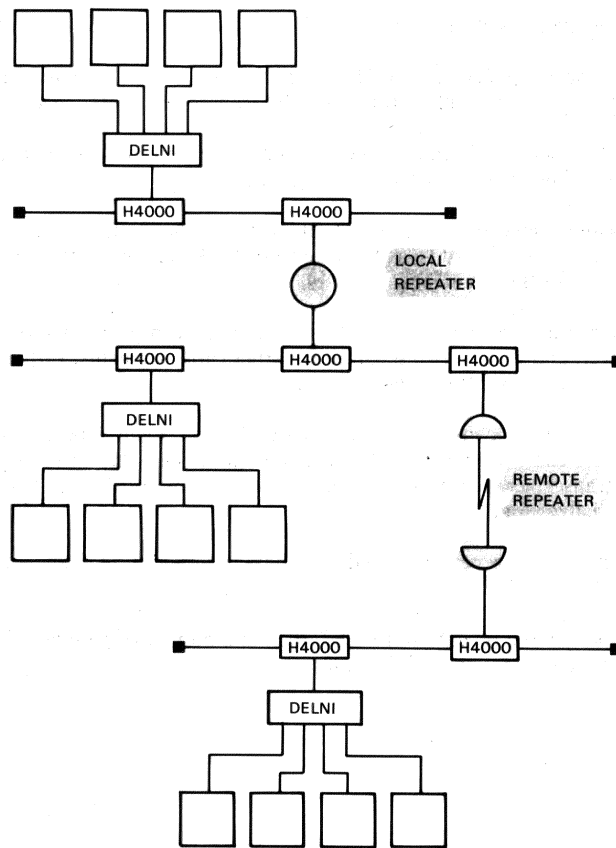 DELNI
H4000 H4000
LOCAL
REPEATER
H4000 H4000 H4000
DELNI
REMOTE
REPEATER
H4000 H4000
DELNI